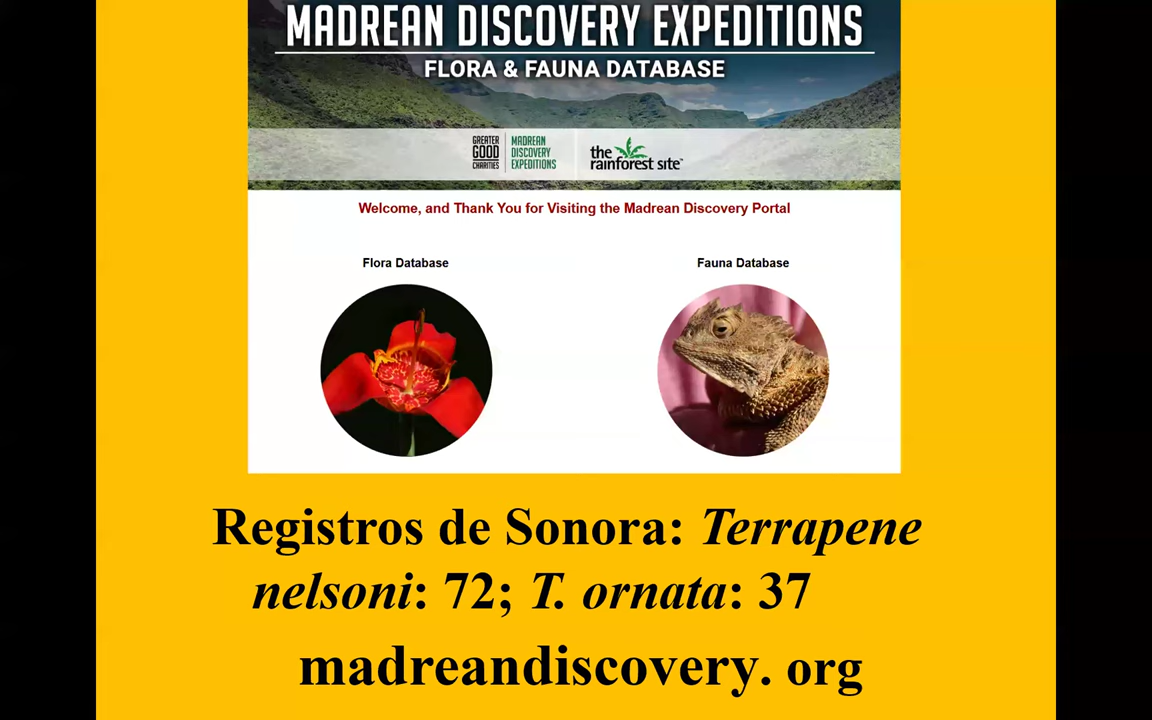 MADREAN DISCOVERY EXPEDITIONS
FLORA & FAUNA DATABASE
GREATER
GOOD
CHARITIES
MADREAN
DISCOVERY
EXPEDITIONS
the
rainforest site™
Welcome, and Thank You for Visiting the Madrean Discovery Portal
Flora Database
Fauna Database
Registros de Sonora: Terrapene
nelsoni: 72; T. ornata: 37
madreandiscovery. org